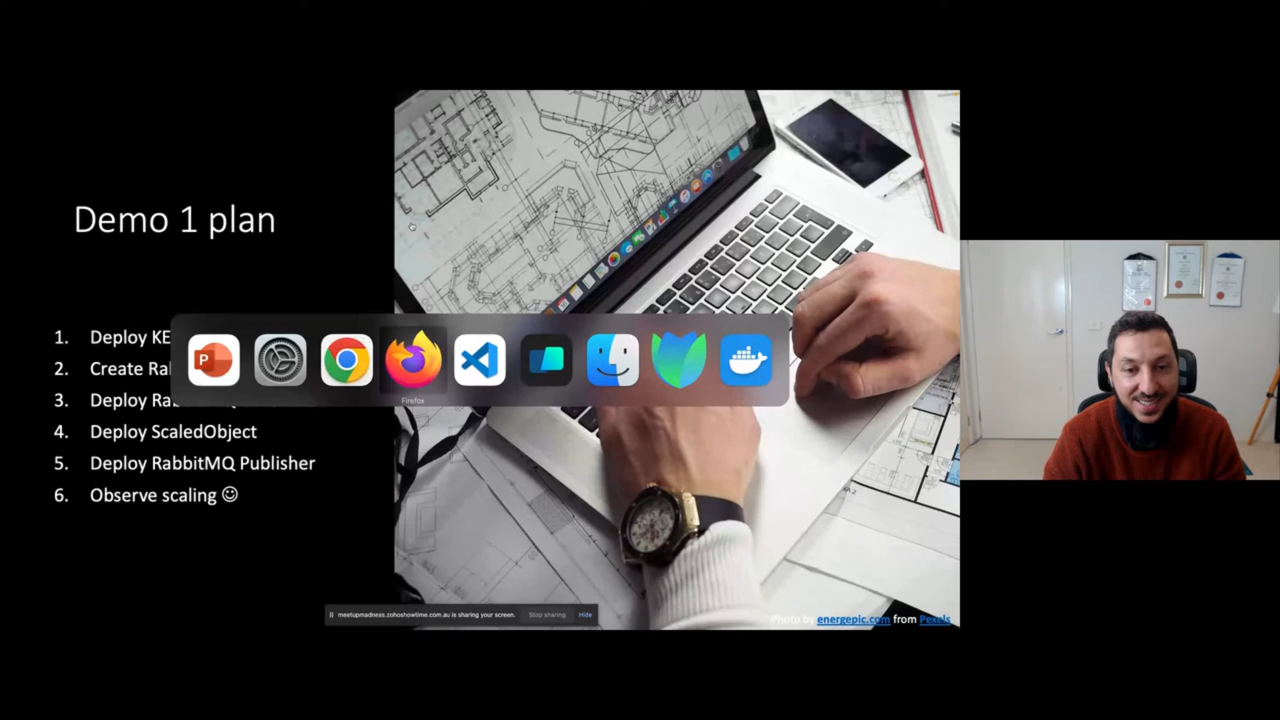 Demo 1 plan
1. Deploy KE
2. Create Ra
3. Deploy Ra
4. Deploy ScaledObject
5. Deploy RabbitMQ Publisher
6. Observe scaling ☺
P
Firefox
meetupmadness.zohoshowtime.com.au is sharing your screen. Stop sharing Hide
Photo by energepic.com from Pexels